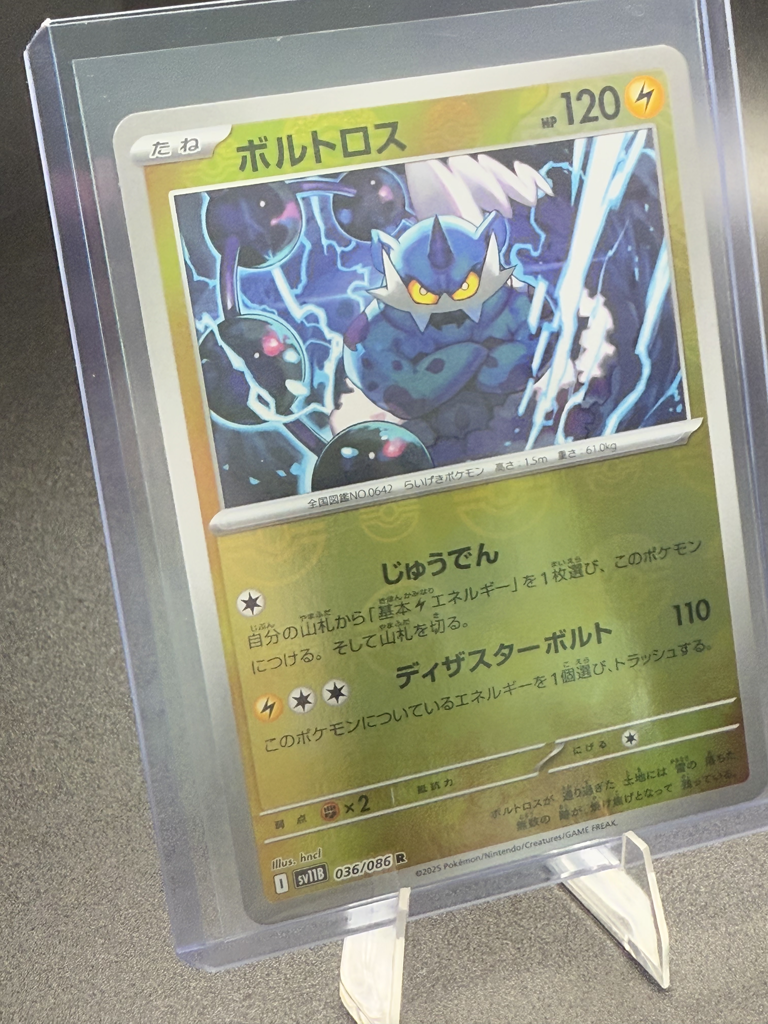 たね
ボルトロス
HP 120
全国図鑑NO.0642 らいげきポケモン 高さ:1.5m 重さ:61.0kg
じゅうでん
自分の山札から「基本エネルギー」を1枚選び、このポケモン
につける。そして山札を切る。
ディザスターボルト 110
このポケモンについているエネルギーを1個選び、トラッシュする。
弱点 ×2 抵抗力 にげる
ボルトロスが 通り過ぎた 土地には 雷の 落ちた
無数の 跡が 焦げ焦げとなって 残っている。
Illus. hncl
I SV11B 036/086 R
©2025 Pokémon/Nintendo/Creatures/GAME FREAK.